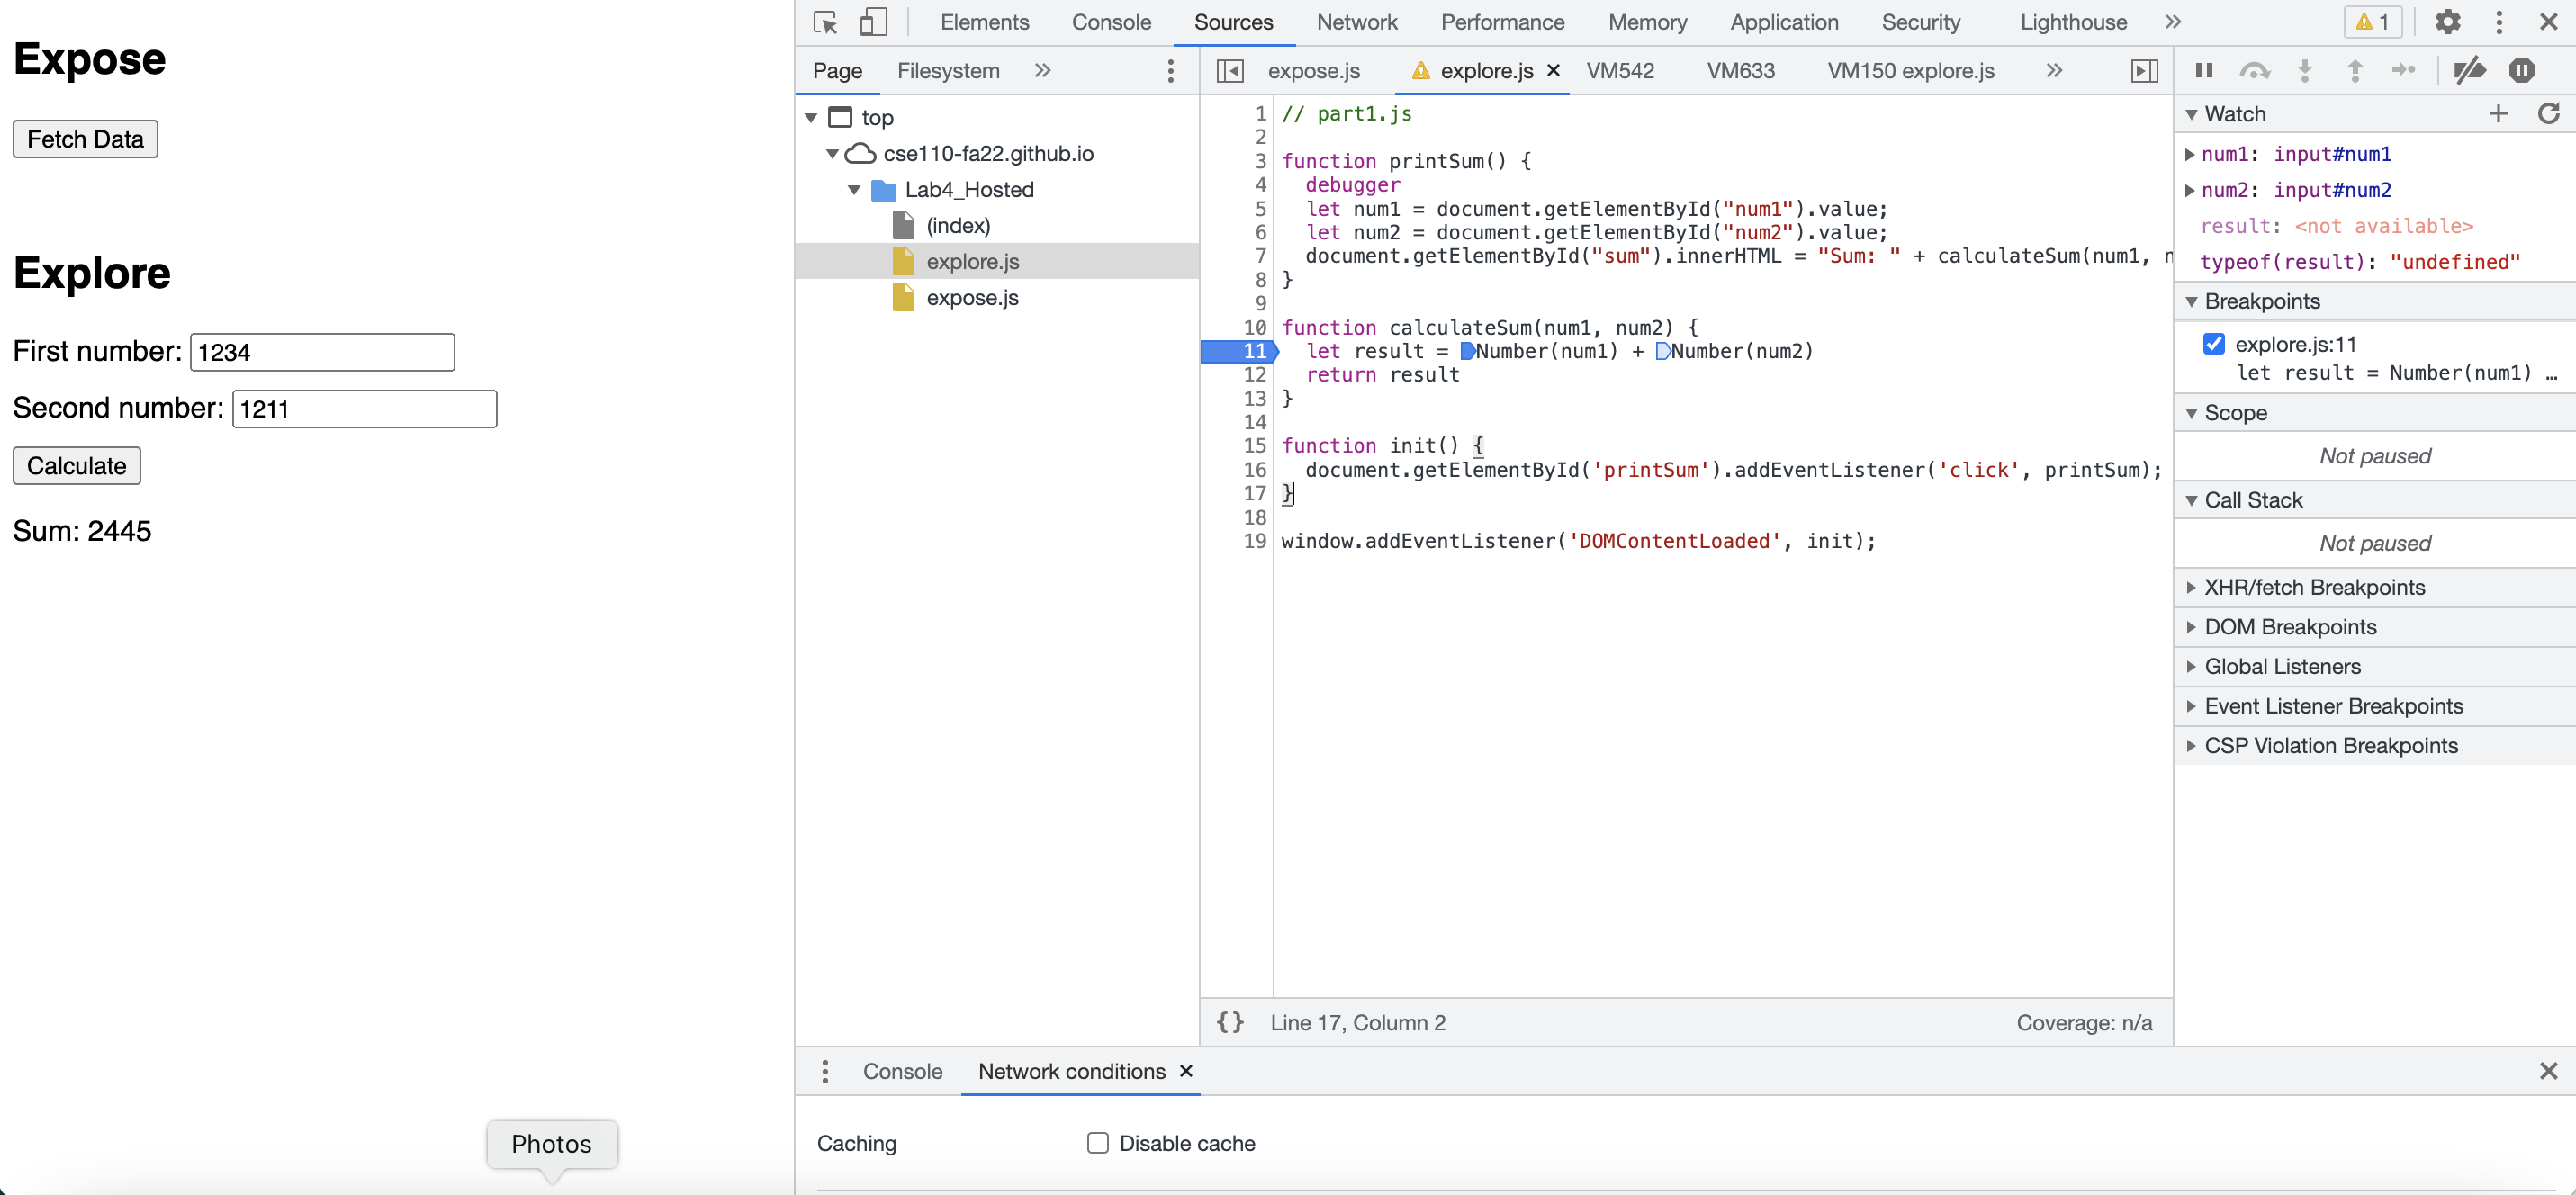 Expose
Fetch Data
Explore
First number: 1234
Second number: 1211
Calculate
Sum: 2445
Photos
Elements Console Sources Network Performance Memory Application Security Lighthouse » 1
Page Filesystem »
top
cse110-fa22.github.io
Lab4_Hosted
(index)
explore.js
expose.js
expose.js explore.js × VM542 VM633 VM150 explore.js »
1 // part1.js
2
3 function printSum() {
4 debugger
5 let num1 = document.getElementById("num1").value;
6 let num2 = document.getElementById("num2").value;
7 document.getElementById("sum").innerHTML = "Sum: " + calculateSum(num1, n
8 }
9
10 function calculateSum(num1, num2) {
11 let result = Number(num1) + Number(num2)
12 return result
13 }
14
15 function init() {
16 document.getElementById('printSum').addEventListener('click', printSum);
17 }
18
19 window.addEventListener('DOMContentLoaded', init);
{} Line 17, Column 2 Coverage: n/a
Watch
num1: input#num1
num2: input#num2
result: <not available>
typeof(result): "undefined"
Breakpoints
explore.js:11
let result = Number(num1) …
Scope
Not paused
Call Stack
Not paused
XHR/fetch Breakpoints
DOM Breakpoints
Global Listeners
Event Listener Breakpoints
CSP Violation Breakpoints
Console Network conditions ×
Caching Disable cache